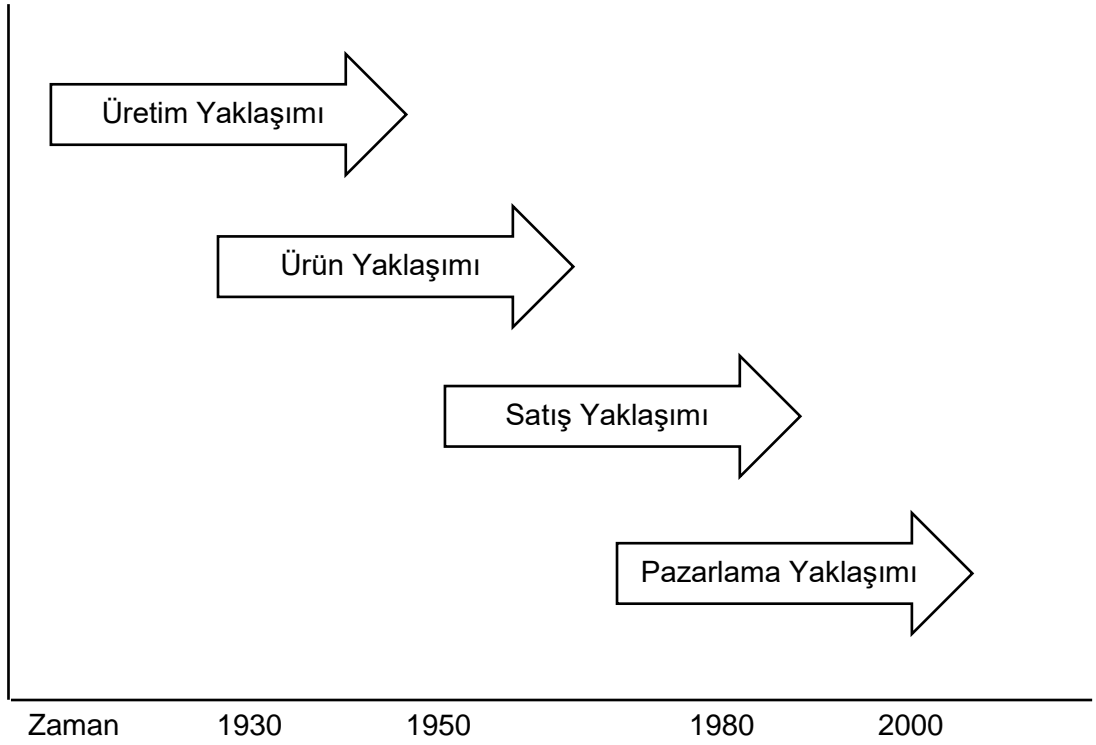 Üretim Yaklaşımı
Ürün Yaklaşımı
Satış Yaklaşımı
Pazarlama Yaklaşımı
Zaman 1930 1950 1980 2000